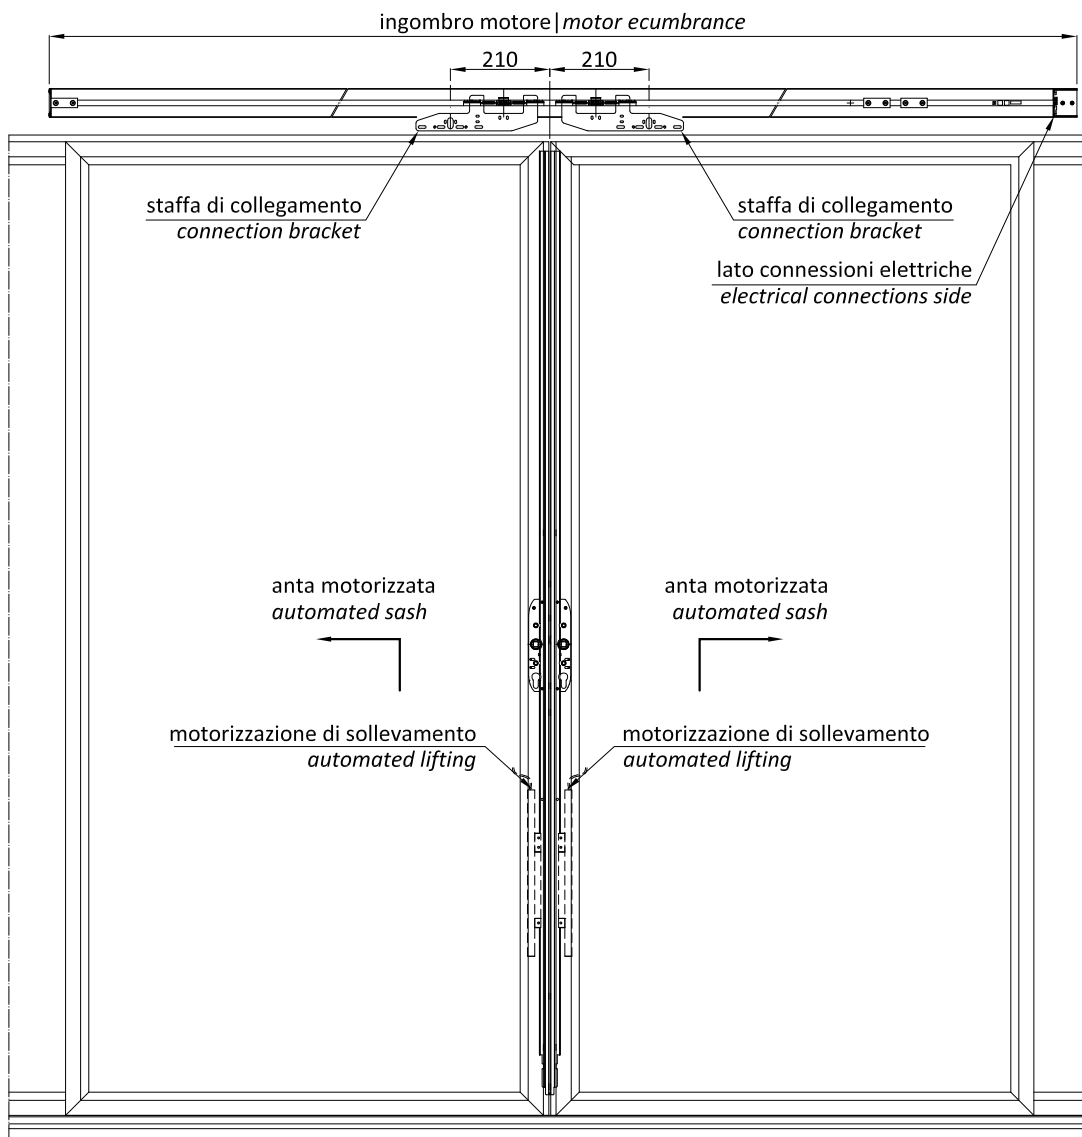 ingombro motore|motor ecumbrance
210 210
staffa di collegamento
connection bracket
staffa di collegamento
connection bracket
lato connessioni elettriche
electrical connections side
anta motorizzata
automated sash
anta motorizzata
automated sash
motorizzazione di sollevamento
automated lifting
motorizzazione di sollevamento
automated lifting